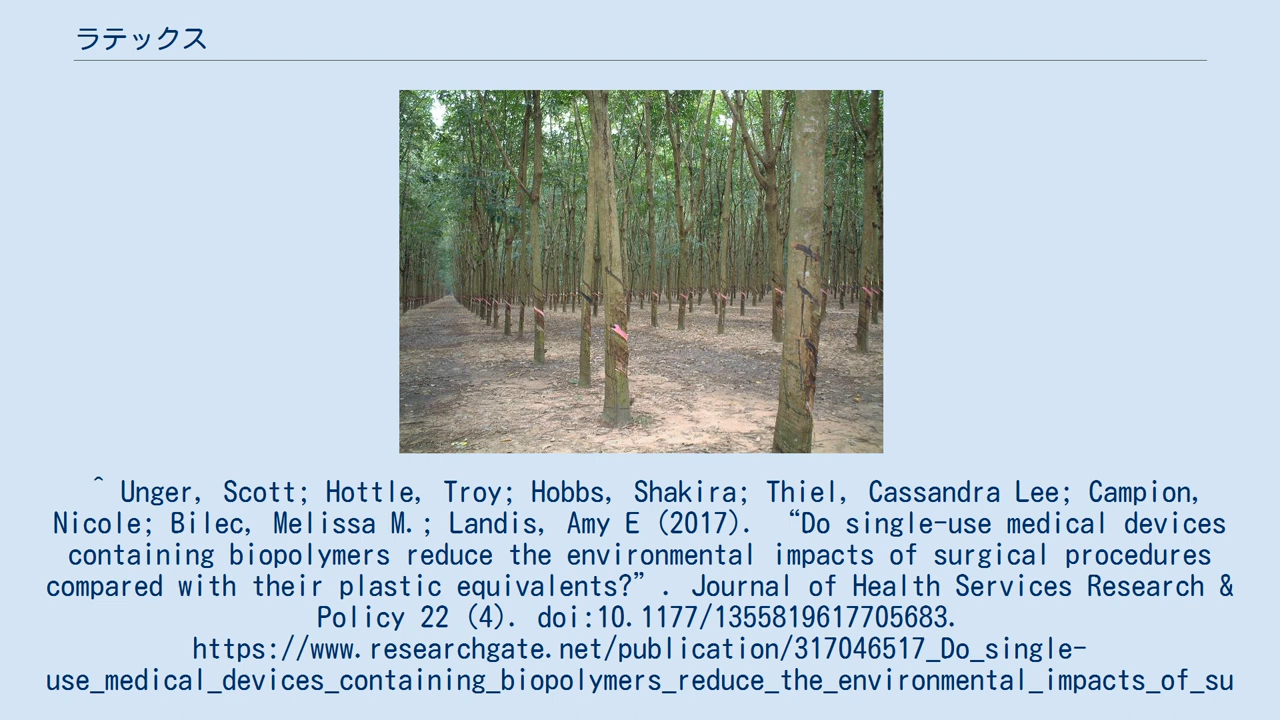 ラテックス
^ Unger, Scott; Hottle, Troy; Hobbs, Shakira; Thiel, Cassandra Lee; Campion,
Nicole; Bilec, Melissa M.; Landis, Amy E (2017). “Do single-use medical devices
containing biopolymers reduce the environmental impacts of surgical procedures
compared with their plastic equivalents?”. Journal of Health Services Research &
Policy 22 (4). doi:10.1177/1355819617705683.
https://www.researchgate.net/publication/317046517_Do_single-
use_medical_devices_containing_biopolymers_reduce_the_environmental_impacts_of_su